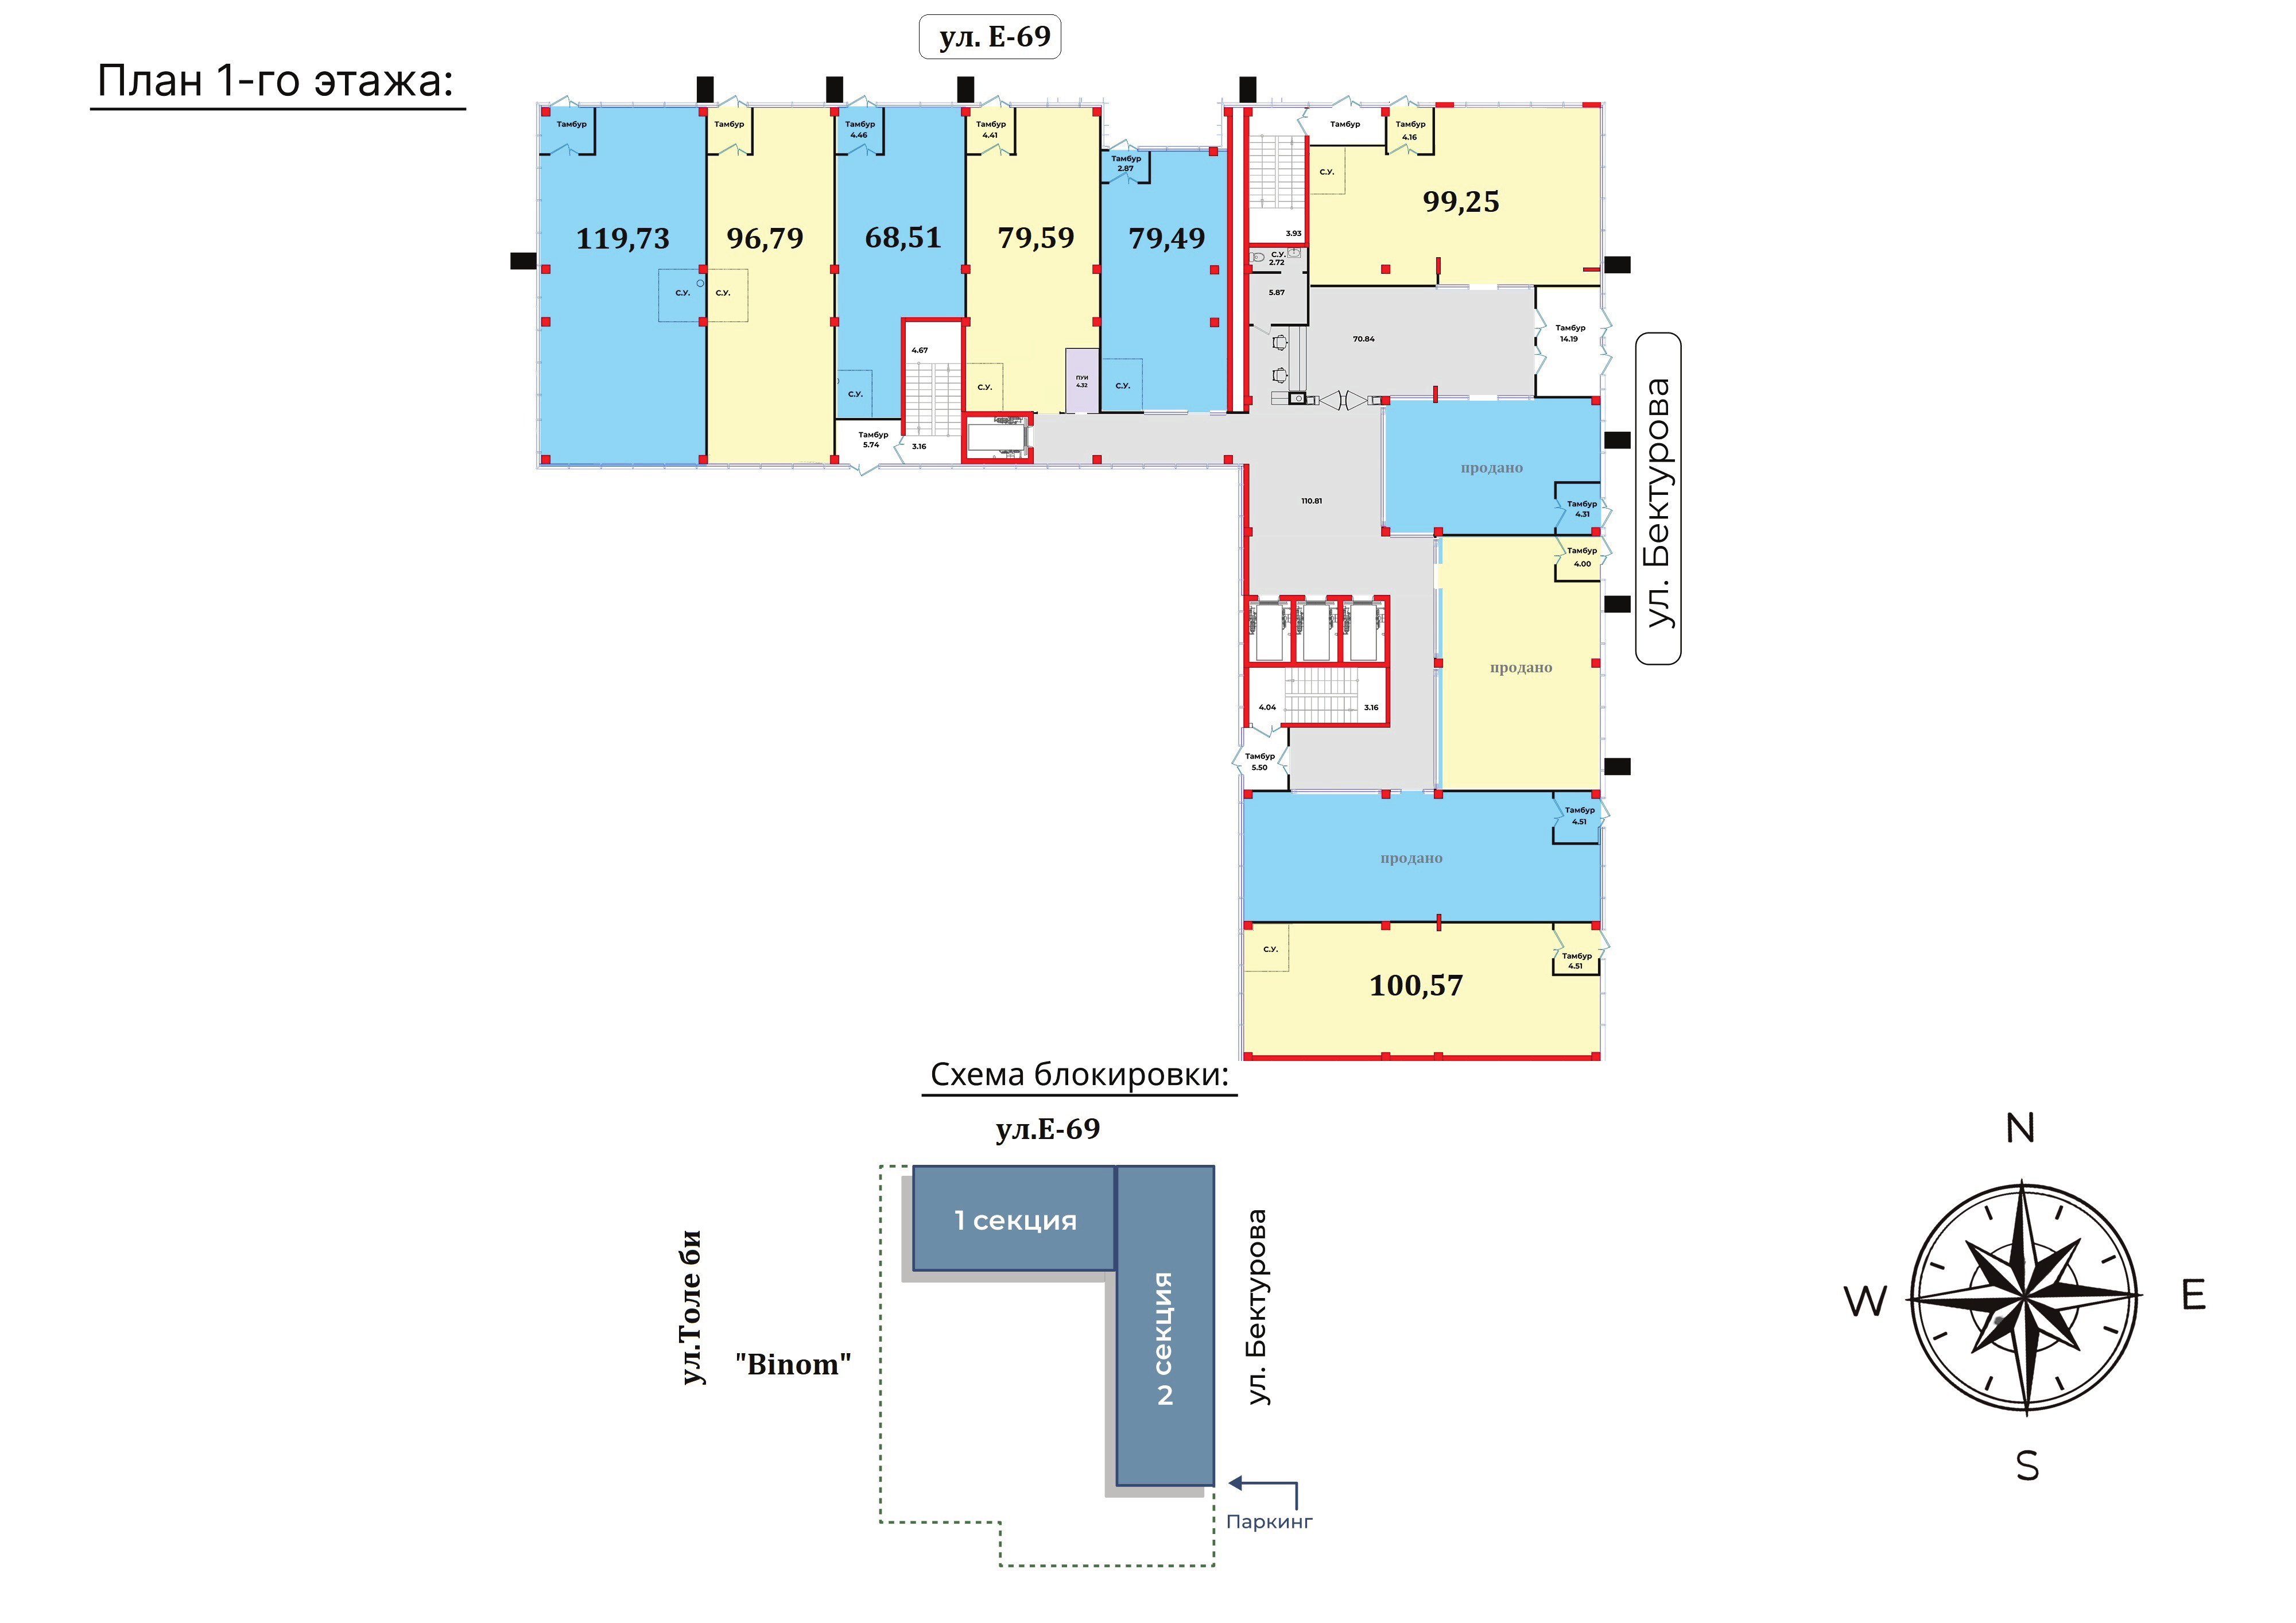 ул. Е-69
План 1-го этажа:
Тамбур
Тамбур
Тамбур
4.46
Тамбур
4.41
Тамбур
2.87
Тамбур
Тамбур
4.16
С.У.
99,25
119,73
96,79
68,51
79,59
79,49
3.93
С.У.
2.72
5.87
С.У.
С.У.
70.84
Тамбур
14.19
4.67
ПУИ
4.32
С.У.
С.У.
С.У.
Тамбур
5.74
3.16
ул. Бектурова
продано
Тамбур
4.31
110.81
Тамбур
4.00
продано
4.04
3.16
Тамбур
5.50
Тамбур
4.51
продано
С.У.
Тамбур
4.51
100,57
Схема блокировки:
ул.Е-69
1 секция
2 секция
ул.Толе би
"Binom"
ул. Бектурова
Паркинг
N
W
E
S